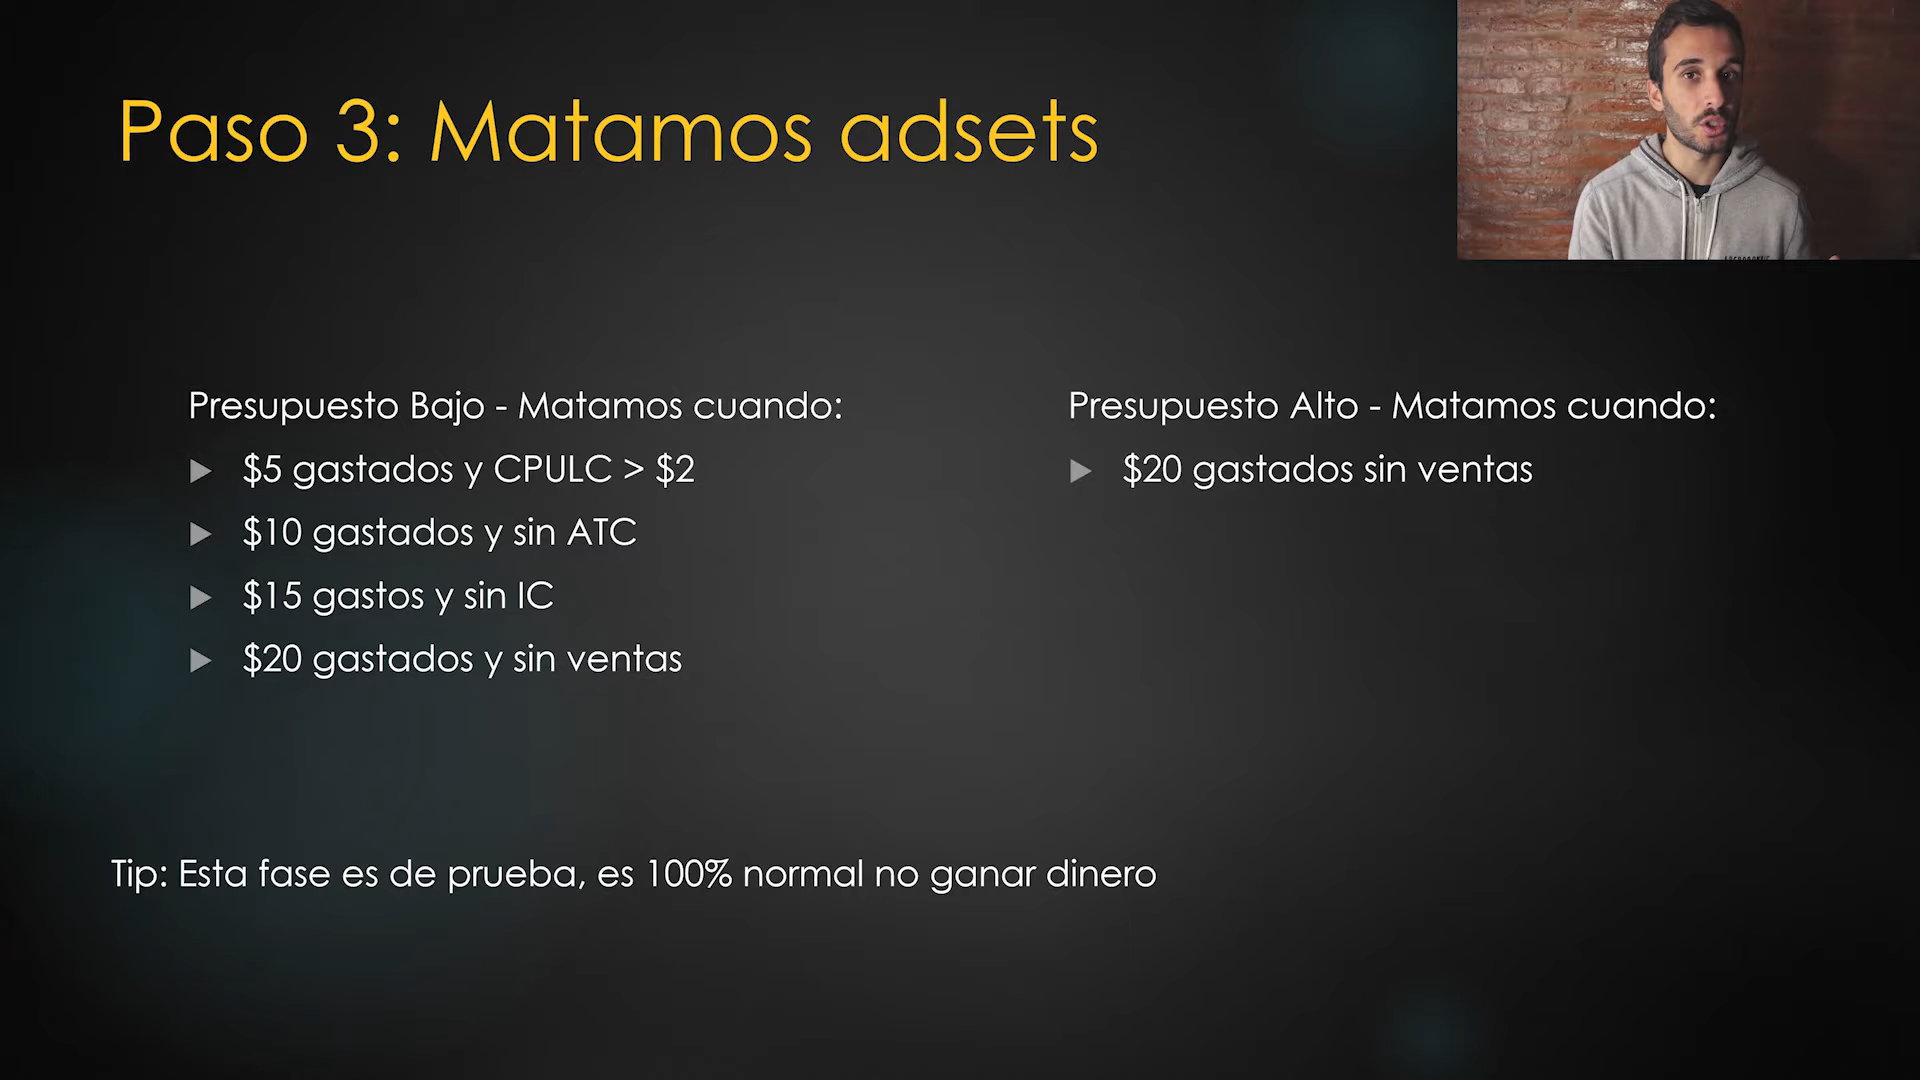 Paso 3: Matamos adsets
Presupuesto Bajo - Matamos cuando:
$5 gastados y CPULC > $2
$10 gastados y sin ATC
$15 gastos y sin IC
$20 gastados y sin ventas
Presupuesto Alto - Matamos cuando:
$20 gastados sin ventas
Tip: Esta fase es de prueba, es 100% normal no ganar dinero